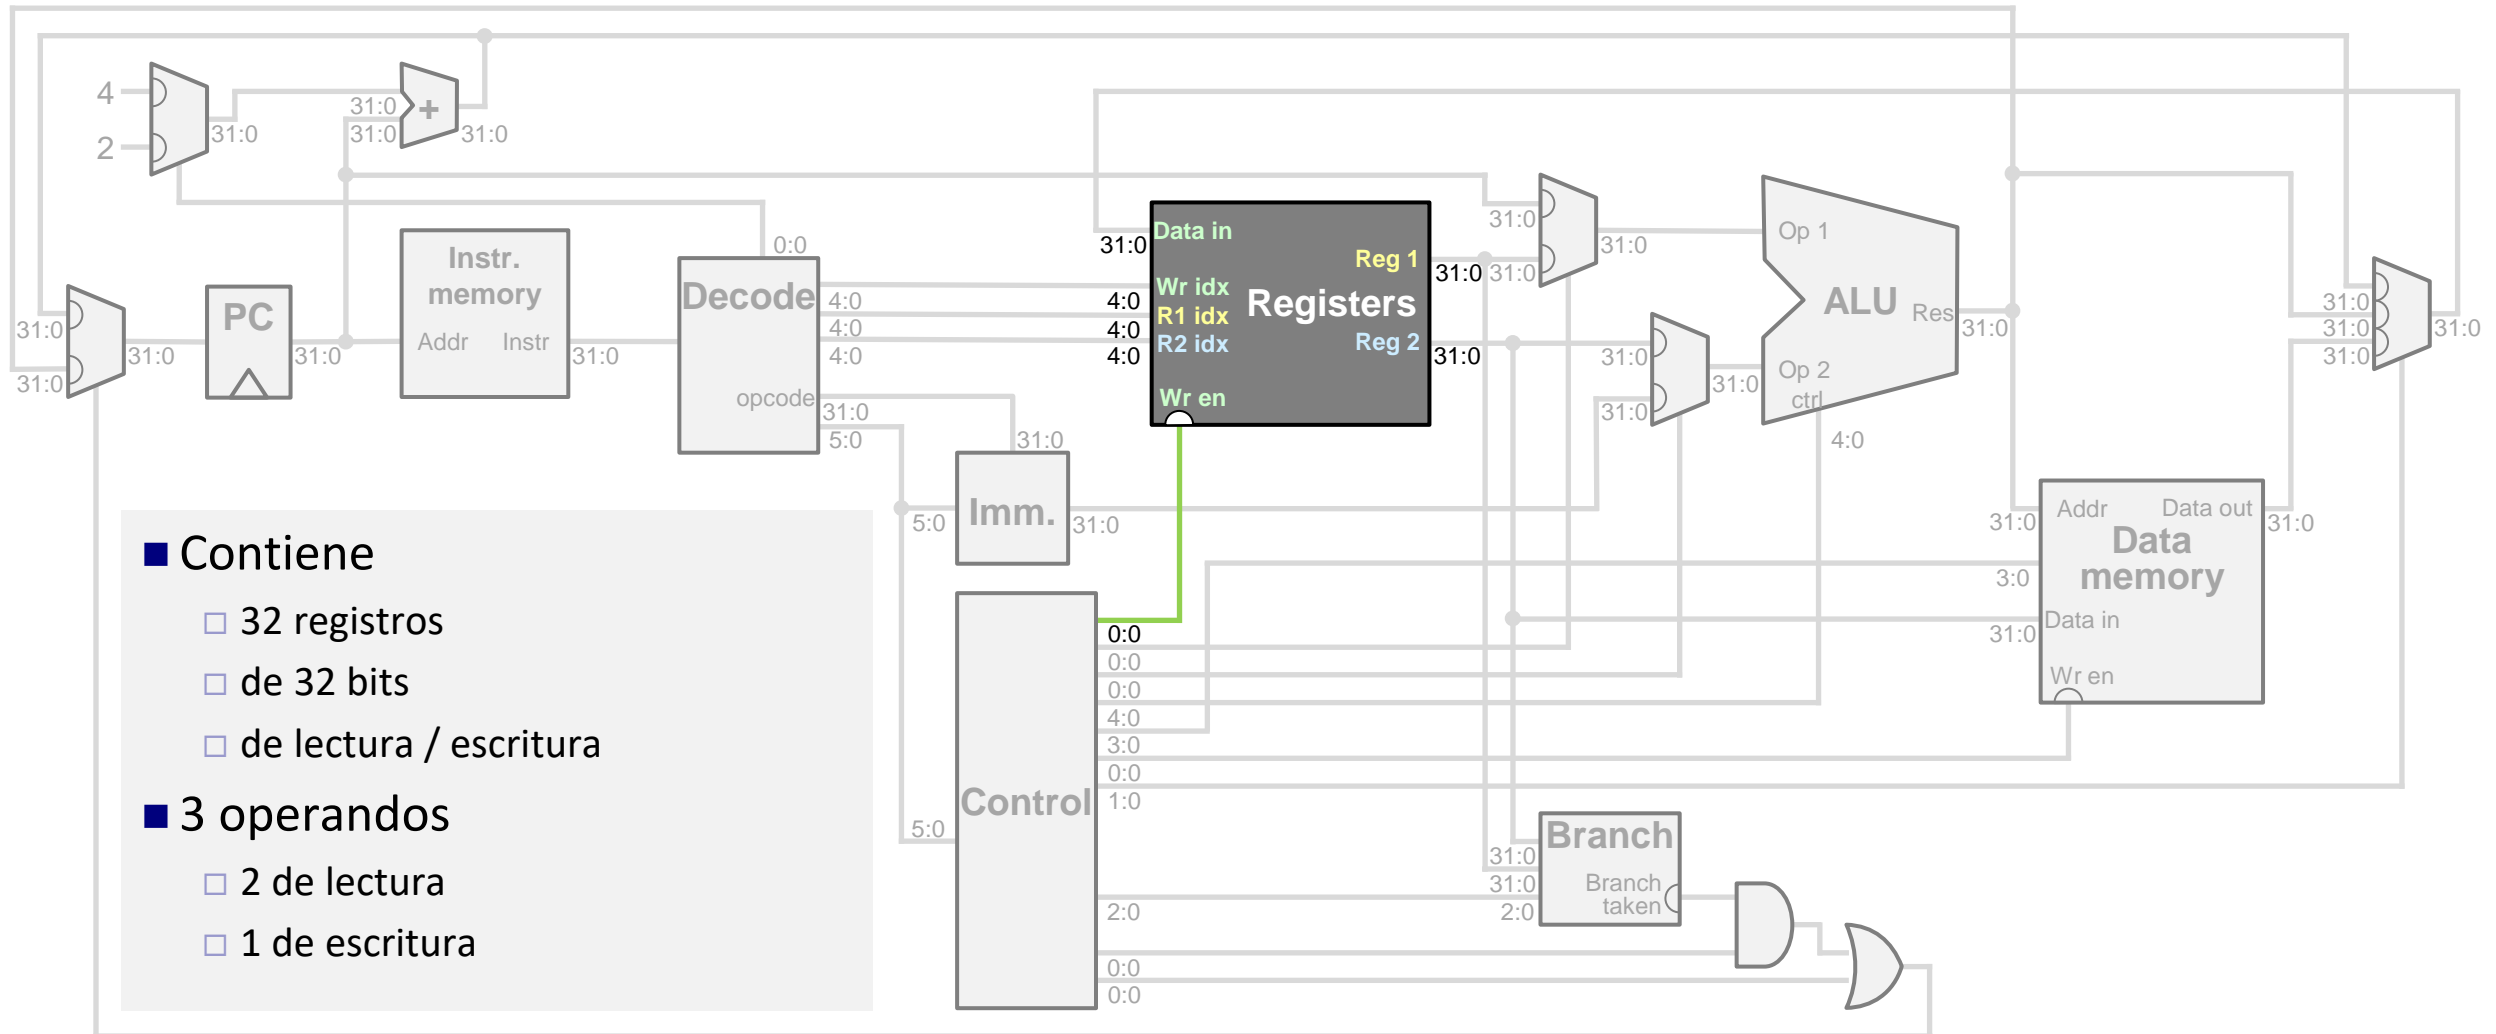 4
2
31:0
31:0
31:0
+
31:0
31:0
31:0
31:0
PC
31:0
Instr.
memory
Addr Instr
31:0
0:0
Decode
4:0
4:0
4:0
opcode
31:0
5:0
31:0
5:0
Imm.
31:0
31:0
4:0
4:0
4:0
Data in
Wr idx
R1 idx
R2 idx
Registers
Reg 1
Reg 2
Wr en
31:0
31:0
31:0
31:0
31:0
31:0
31:0
31:0
Op 1
ALU
Res
Op 2
ctrl
31:0
4:0
31:0
31:0
31:0
31:0
31:0
Addr Data out
31:0
Data
memory
3:0
31:0
Data in
Wr en
Control
5:0
0:0
0:0
0:0
4:0
3:0
0:0
1:0
2:0
0:0
0:0
Branch
31:0
31:0
2:0
Branch
taken
Contiene
32 registros
de 32 bits
de lectura / escritura
3 operandos
2 de lectura
1 de escritura